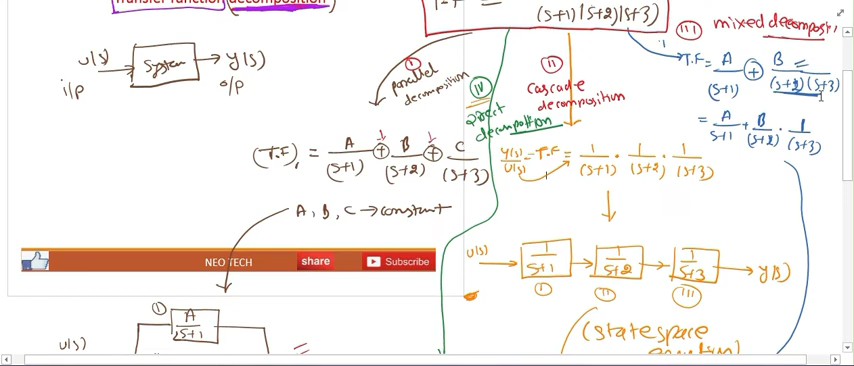 Transfer function (decomposition)
(s+1)(s+2)(s+3)
III mixed decompos
u(s) System y(s)
i/p o/p
I parallel decomposition
IV Direct decomposition
II cascade decomposition
T.F = A/(s+1) + B/(s+2)(s+3)
= A/s+1 + B/(s+2) · 1/(s+3)
(T.F), = A/(s+1) + B/(s+2) + C/(s+3)
Y(s)/U(s) = T.F = 1/(s+1) · 1/(s+2) · 1/(s+3)
A, B, C → constant
NEO TECH share Subscribe
u(s) → 1/s+1 → 1/s+2 → 1/s+3 → y(s)
I II III
I A/s+1
u(s)
(state space